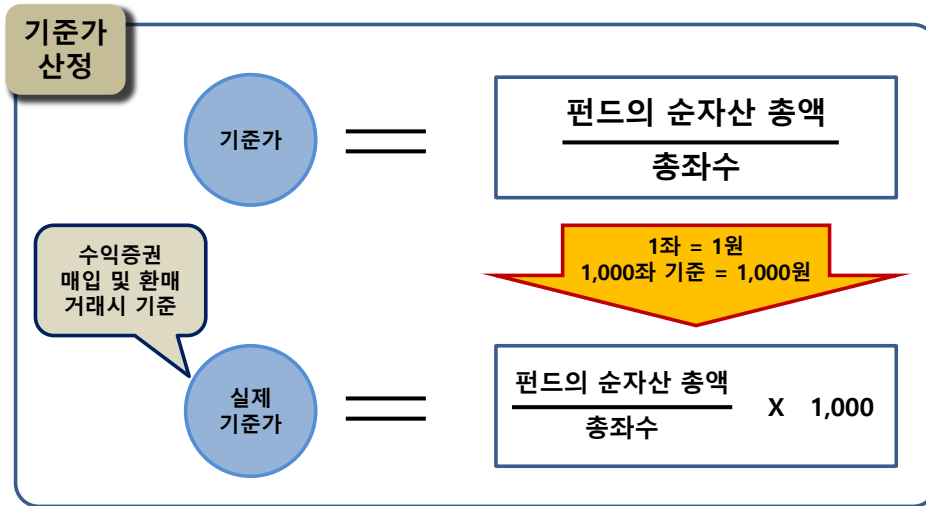 기준가
산정
기준가
펀드의 순자산 총액
총좌수
1좌 = 1원
1,000좌 기준 = 1,000원
수익증권
매입 및 환매
거래시 기준
실제
기준가
펀드의 순자산 총액
총좌수
X 1,000